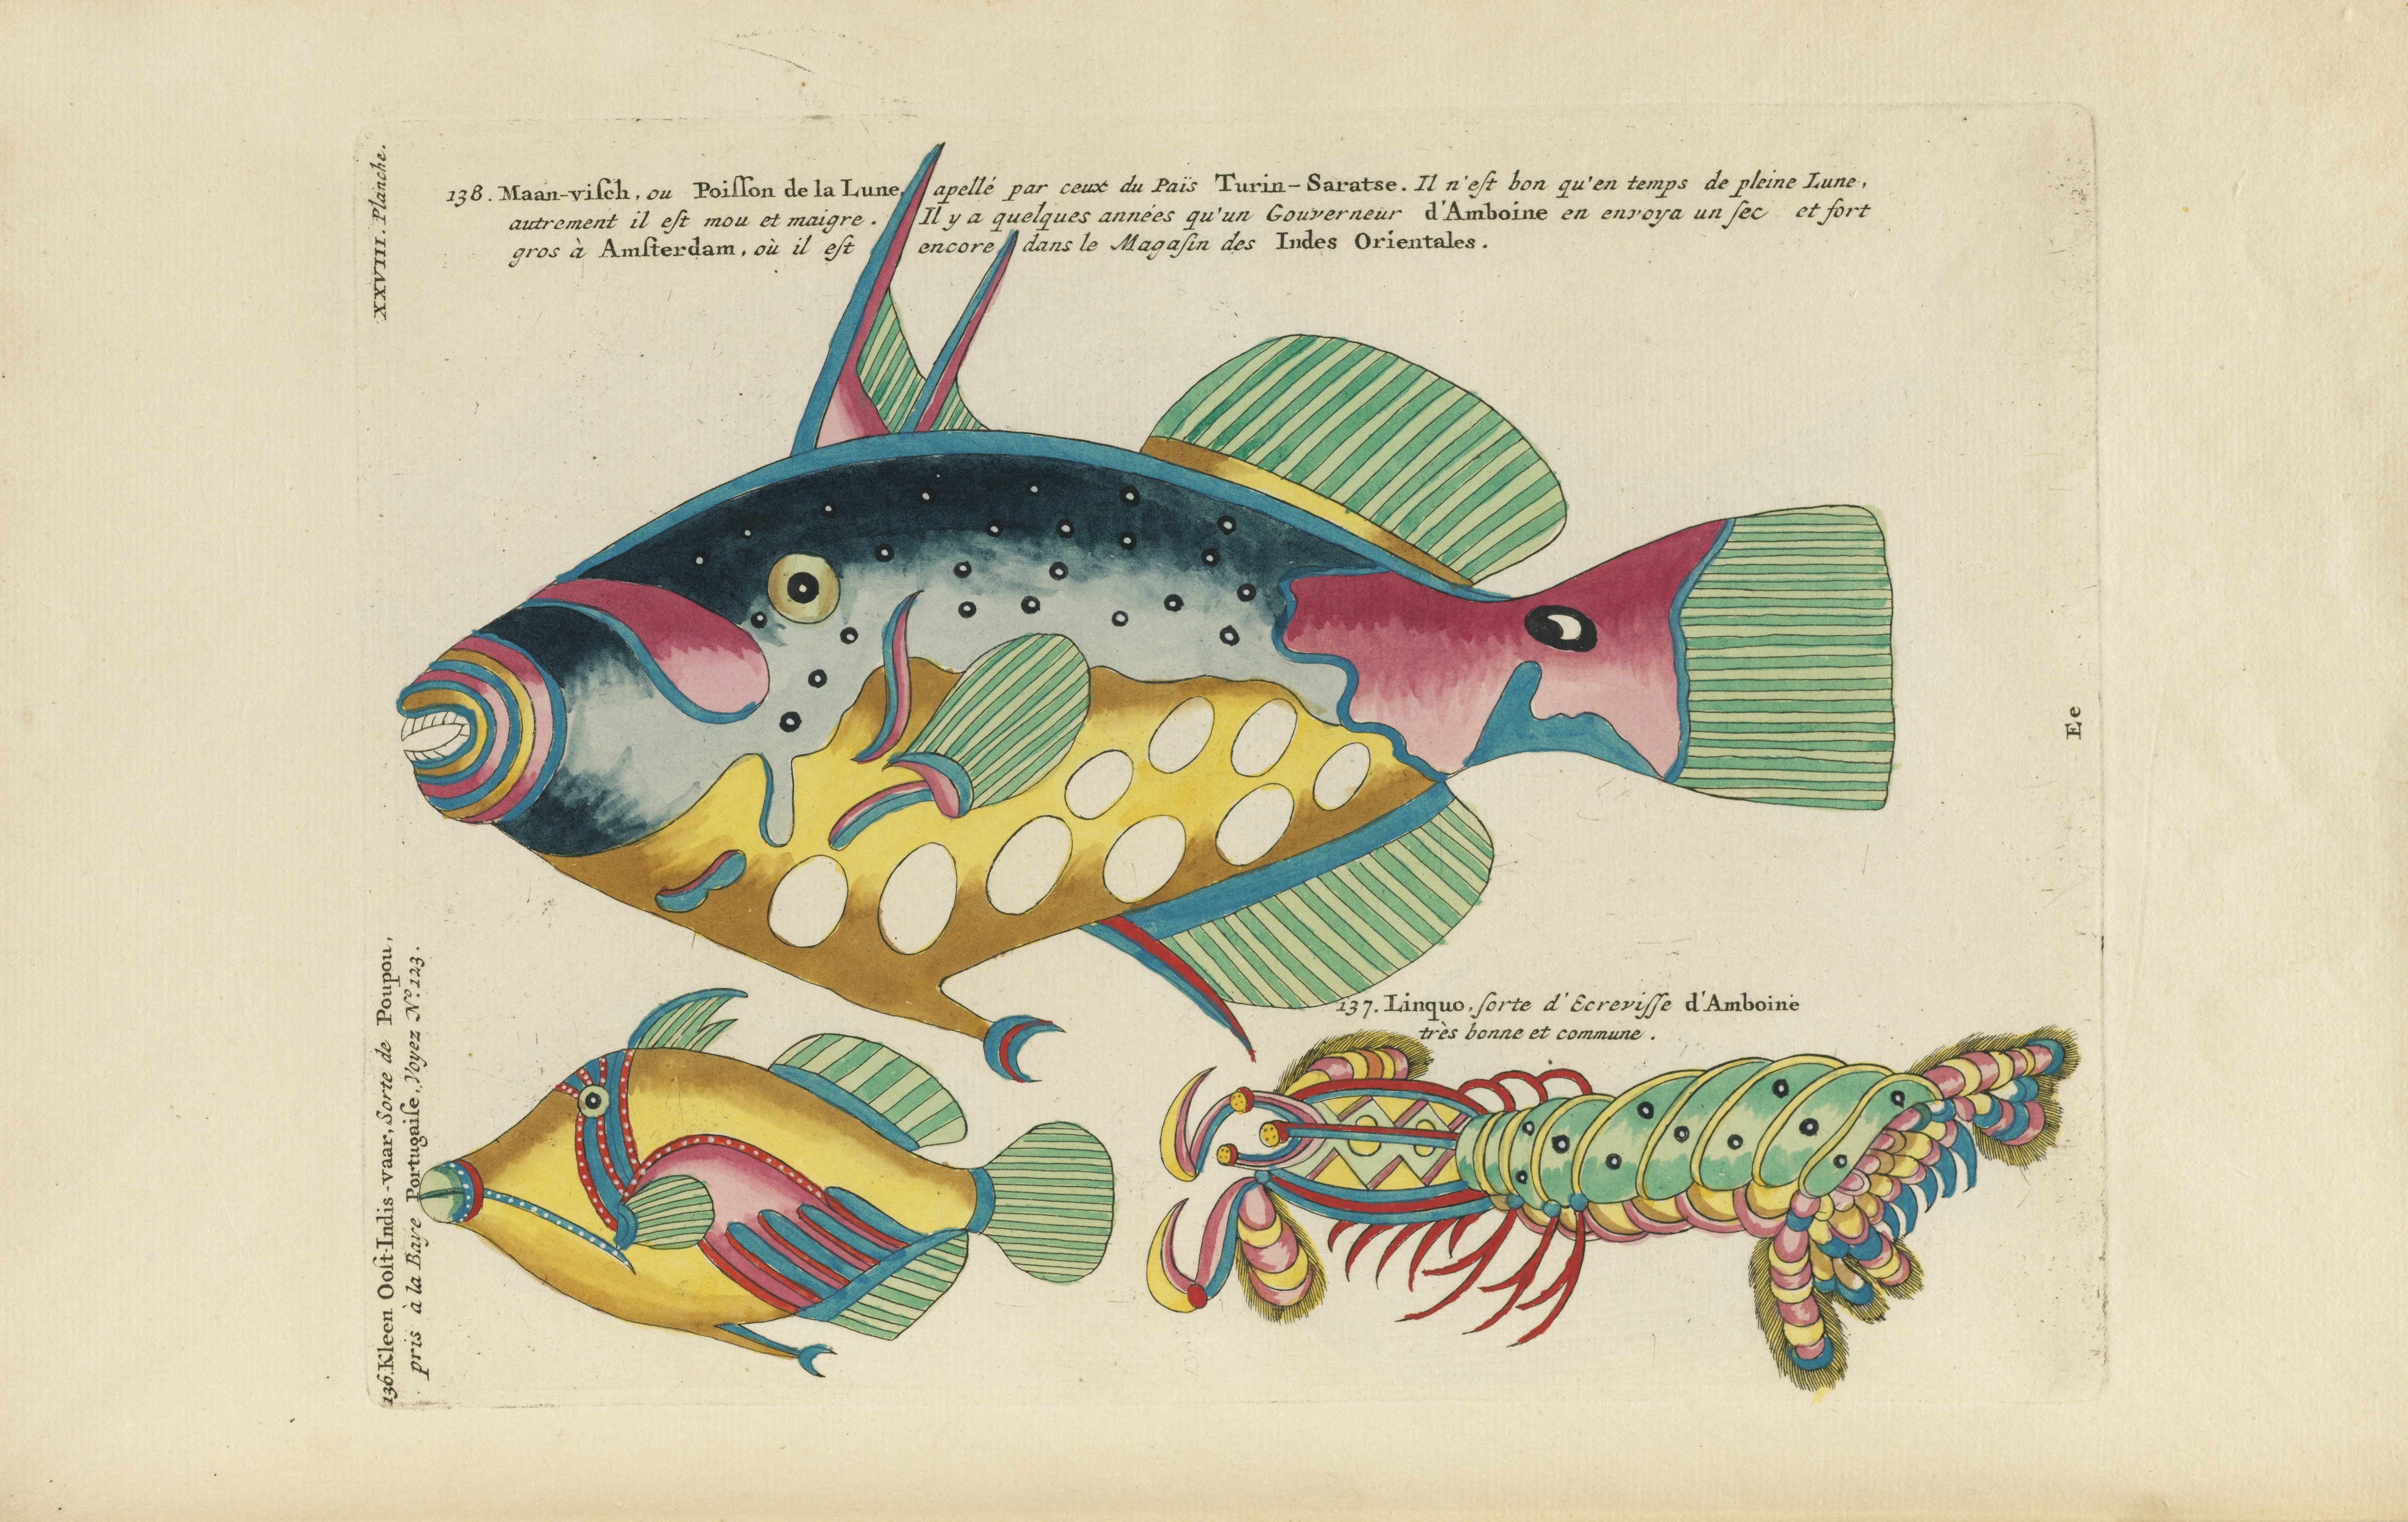 XXVIII. Planche.
138. Maan-viſch, ou Poiſſon de la Lune, apellé par ceux du Païs Turin-Saratse. Il n'eſt bon qu'en temps de pleine Lune,
autrement il eſt mou et maigre. Il y a quelques années qu'un Gouverneur d'Amboine en envoya un ſec et fort
gros à Amſterdam, où il eſt encore dans le Magaſin des Indes Orientales.
Ee
136. Kleen Ooſt-Indis-vaar, Sorte de Poupou,
pris à la Baye Portugaiſe, Voyez Nº. 123.
137. Linquo, ſorte d'Ecreviſſe d'Amboine
très bonne et commune.